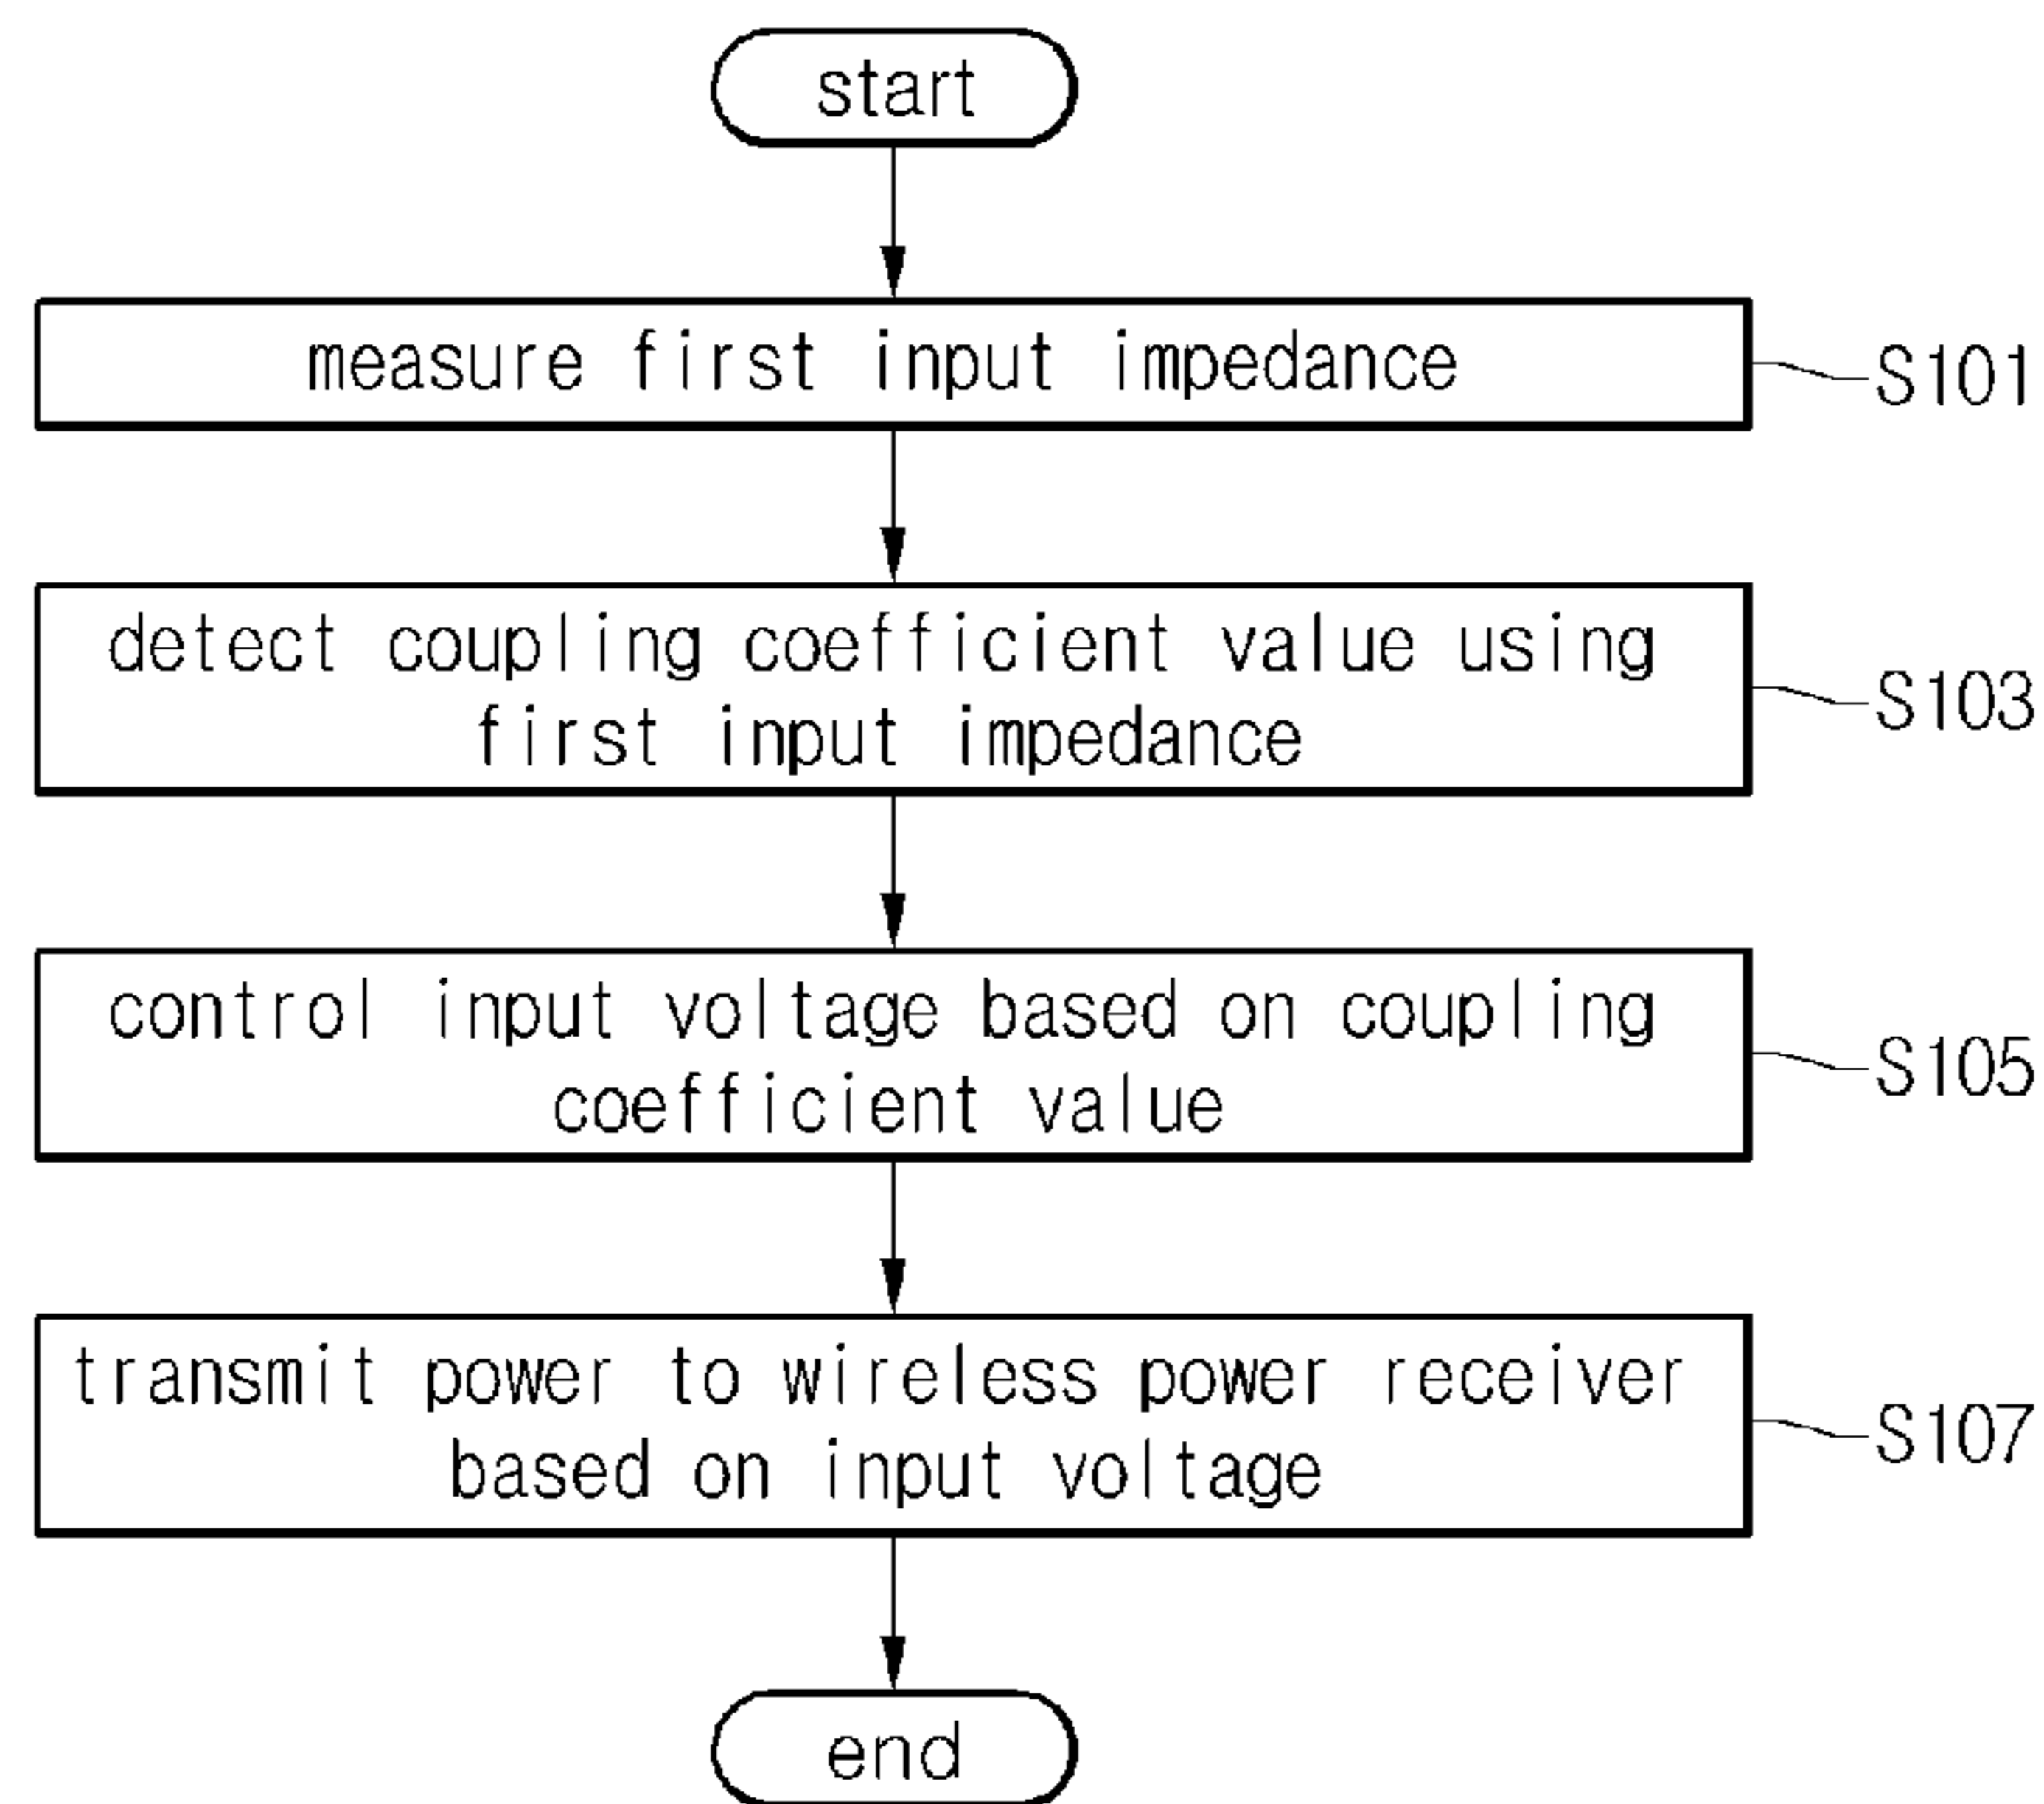 start
measure first input impedance
S101
detect coupling coefficient value using
first input impedance
S103
control input voltage based on coupling
coefficient value
S105
transmit power to wireless power receiver
based on input voltage
S107
end